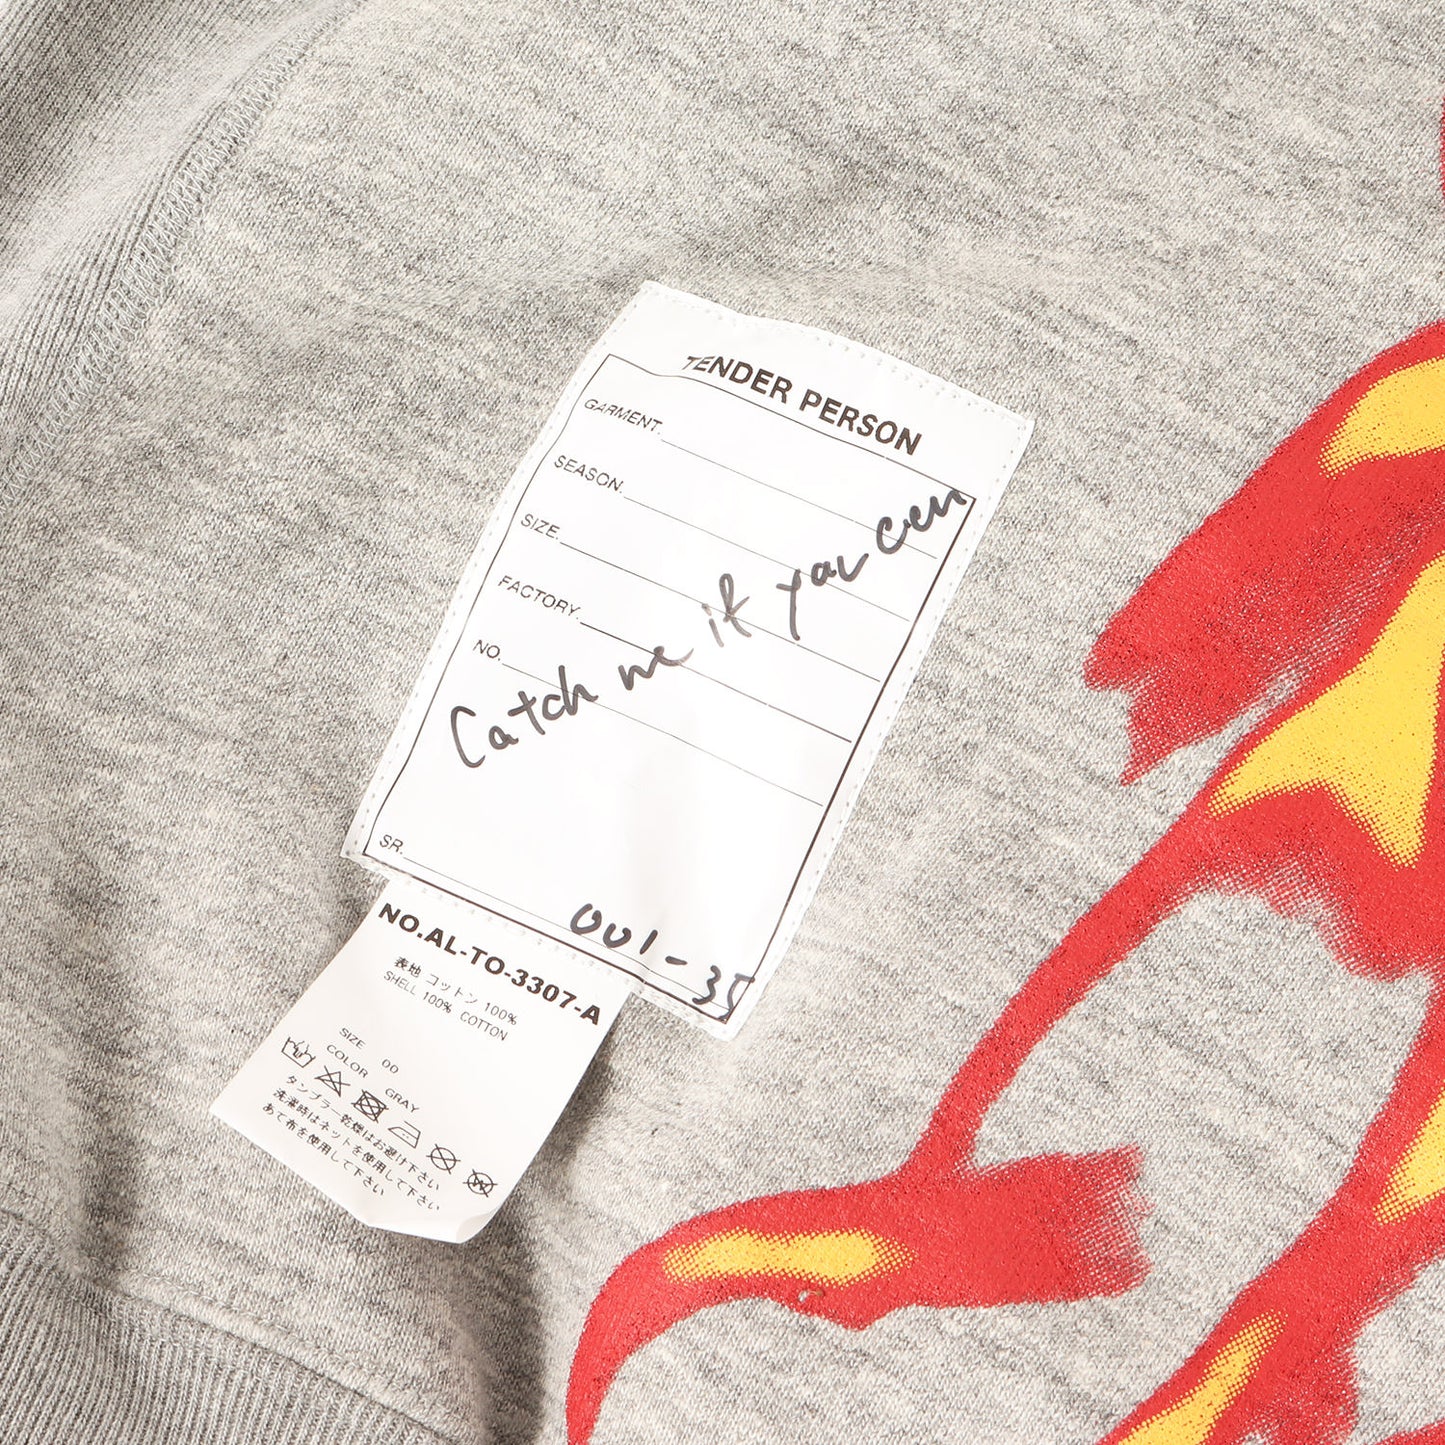 TENDER PERSON
GARMENT.
SEASON.
SIZE.
FACTORY.
NO.
Catch me if you cen
SR.
001-35
NO.AL-TO-3307-A
表地 コットン 100%
SHELL 100% COTTON
SIZE 00
COLOR GRAY
タンブラー乾燥はお避け下さい
洗濯時はネットを使用して下さい
あて布を使用して下さい